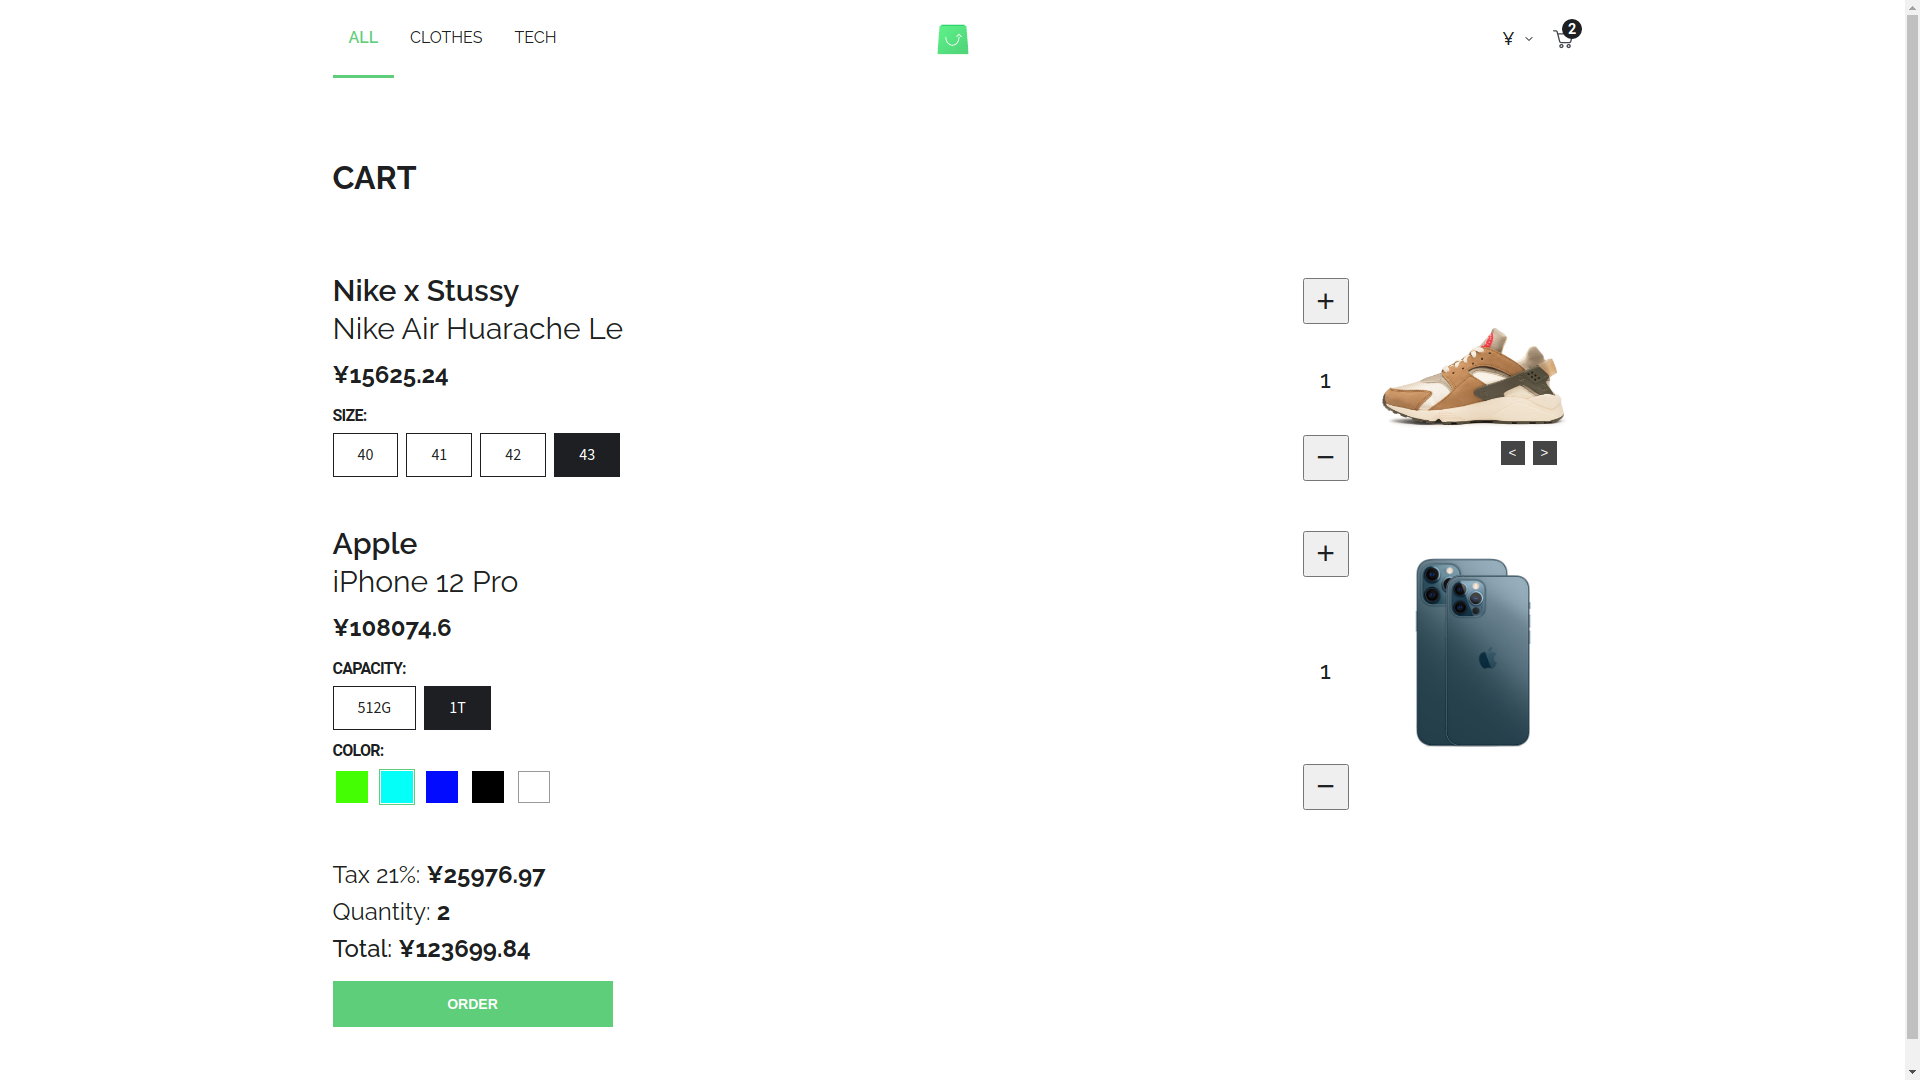 ALL CLOTHES TECH
¥ 2
CART
Nike x Stussy
Nike Air Huarache Le
¥15625.24
SIZE:
40 41 42 43
+
1
−
< >
Apple
iPhone 12 Pro
¥108074.6
CAPACITY:
512G 1T
COLOR:
+
1
−
Tax 21%: ¥25976.97
Quantity: 2
Total: ¥123699.84
ORDER